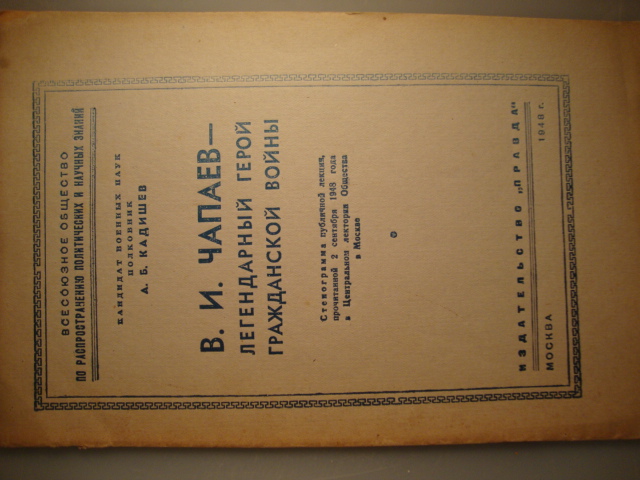 ВСЕСОЮЗНОЕ ОБЩЕСТВО
ПО РАСПРОСТРАНЕНИЮ ПОЛИТИЧЕСКИХ И НАУЧНЫХ ЗНАНИЙ
КАНДИДАТ ВОЕННЫХ НАУК
ПОЛКОВНИК
А. Б. КАДИШЕВ
В. И. ЧАПАЕВ—
ЛЕГЕНДАРНЫЙ ГЕРОЙ
ГРАЖДАНСКОЙ ВОЙНЫ
Стенограмма публичной лекции,
прочитанной 2 сентября 1948 года
в Центральном лектории Общества
в Москве
ИЗДАТЕЛЬСТВО „ПРАВДА"
МОСКВА 1948 г.